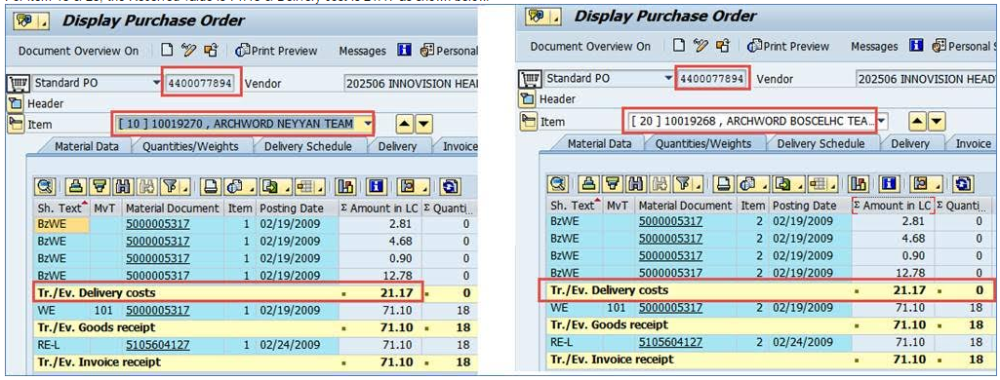 Display Purchase Order
Document Overview On Print Preview Messages Personal
Standard PO 4400077894 Vendor 202506 INNOVISION HEAD
Header
Item [ 10 ] 10019270 , ARCHWORD NEYYAN TEAM
Material Data Quantities/Weights Delivery Schedule Delivery Invoice
Sh. Text MvT Material Document Item Posting Date Σ Amount in LC Σ Quanti..
BzWE 5000005317 1 02/19/2009 2.81 0
BzWE 5000005317 1 02/19/2009 4.68 0
BzWE 5000005317 1 02/19/2009 0.90 0
BzWE 5000005317 1 02/19/2009 12.78 0
Tr./Ev. Delivery costs 21.17 0
WE 101 5000005317 1 02/19/2009 71.10 18
Tr./Ev. Goods receipt 71.10 18
RE-L 5105604127 1 02/24/2009 71.10 18
Tr./Ev. Invoice receipt 71.10 18
Display Purchase Order
Document Overview On Print Preview Messages Personal S
Standard PO 4400077894 Vendor 202506 INNOVISION HEAD
Header
Item [ 20 ] 10019268 , ARCHWORD BOSCELHC TEA...
Material Data Quantities/Weights Delivery Schedule Delivery Invoice
Sh. Text MvT Material Document Item Posting Date Σ Amount in LC Σ Quanti..
BzWE 5000005317 2 02/19/2009 2.81 0
BzWE 5000005317 2 02/19/2009 4.68 0
BzWE 5000005317 2 02/19/2009 0.90 0
BzWE 5000005317 2 02/19/2009 12.78 0
Tr./Ev. Delivery costs 21.17 0
WE 101 5000005317 2 02/19/2009 71.10 18
Tr./Ev. Goods receipt 71.10 18
RE-L 5105604127 2 02/24/2009 71.10 18
Tr./Ev. Invoice receipt 71.10 18